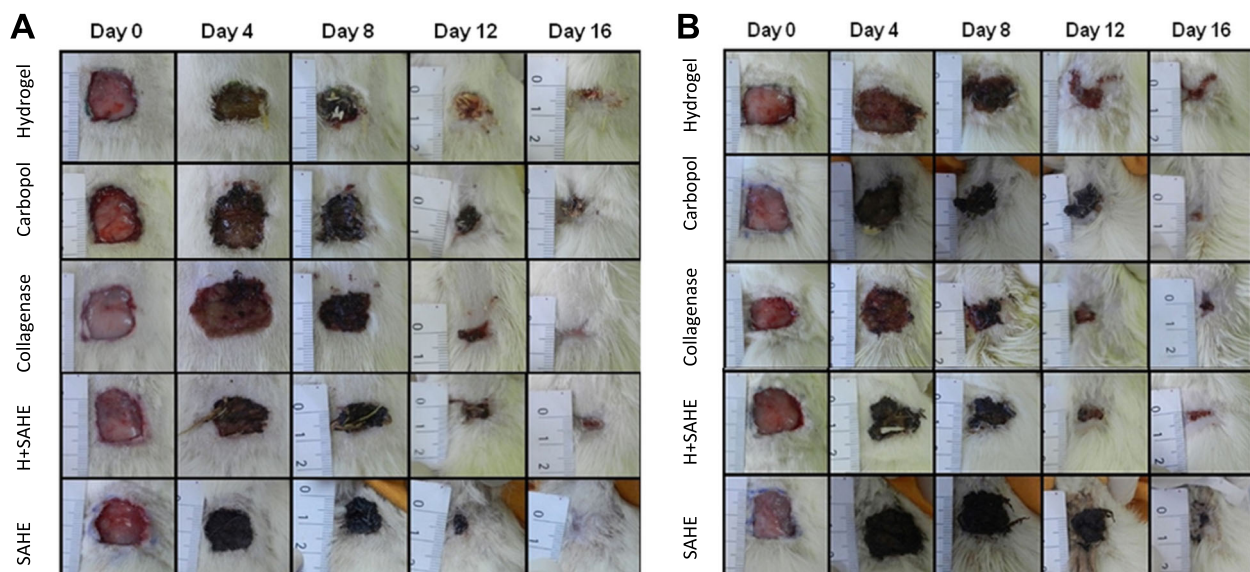 A
Day 0 Day 4 Day 8 Day 12 Day 16
Hydrogel
Carbopol
Collagenase
H+SAHE
SAHE
B
Day 0 Day 4 Day 8 Day 12 Day 16
Hydrogel
Carbopol
Collagenase
H+SAHE
SAHE